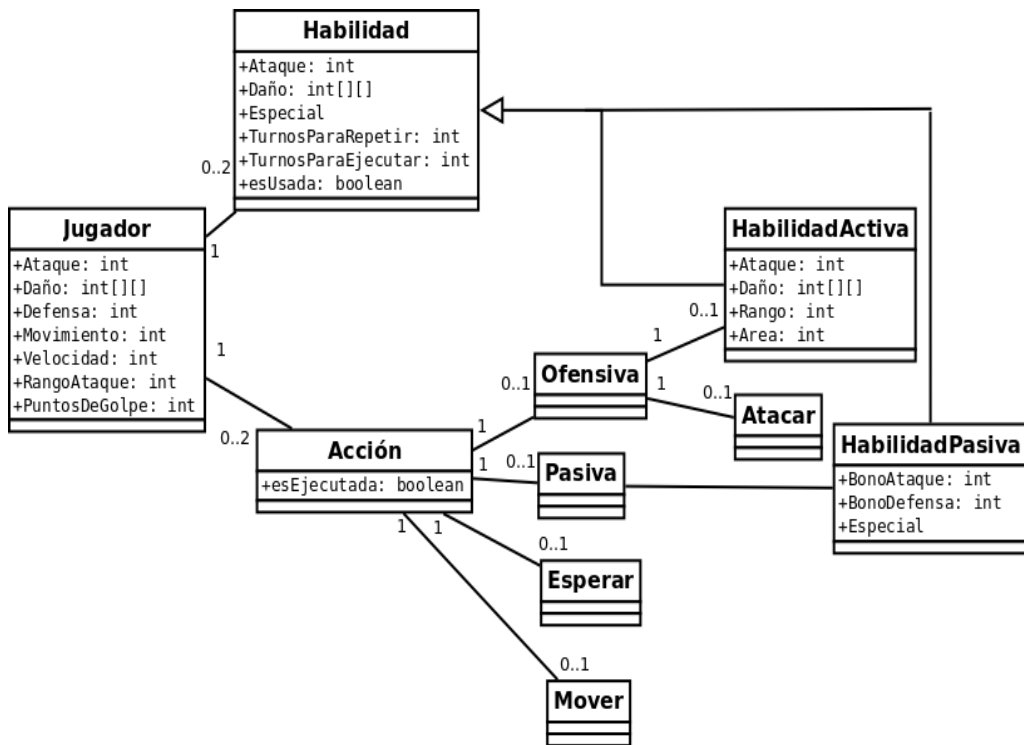 Habilidad
+Ataque: int
+Daño: int[][]
+Especial
+TurnosParaRepetir: int
+TurnosParaEjecutar: int
+esUsada: boolean
0..2
1
Jugador
+Ataque: int
+Daño: int[][]
+Defensa: int
+Movimiento: int
+Velocidad: int
+RangoAtaque: int
+PuntosDeGolpe: int
1
0..2
HabilidadActiva
+Ataque: int
+Daño: int[][]
+Rango: int
+Area: int
0..1
1
Ofensiva
0..1
1
1
0..1
Atacar
Acción
+esEjecutada: boolean
1
0..1
Pasiva
HabilidadPasiva
+BonoAtaque: int
+BonoDefensa: int
+Especial
1
1
0..1
Esperar
0..1
Mover